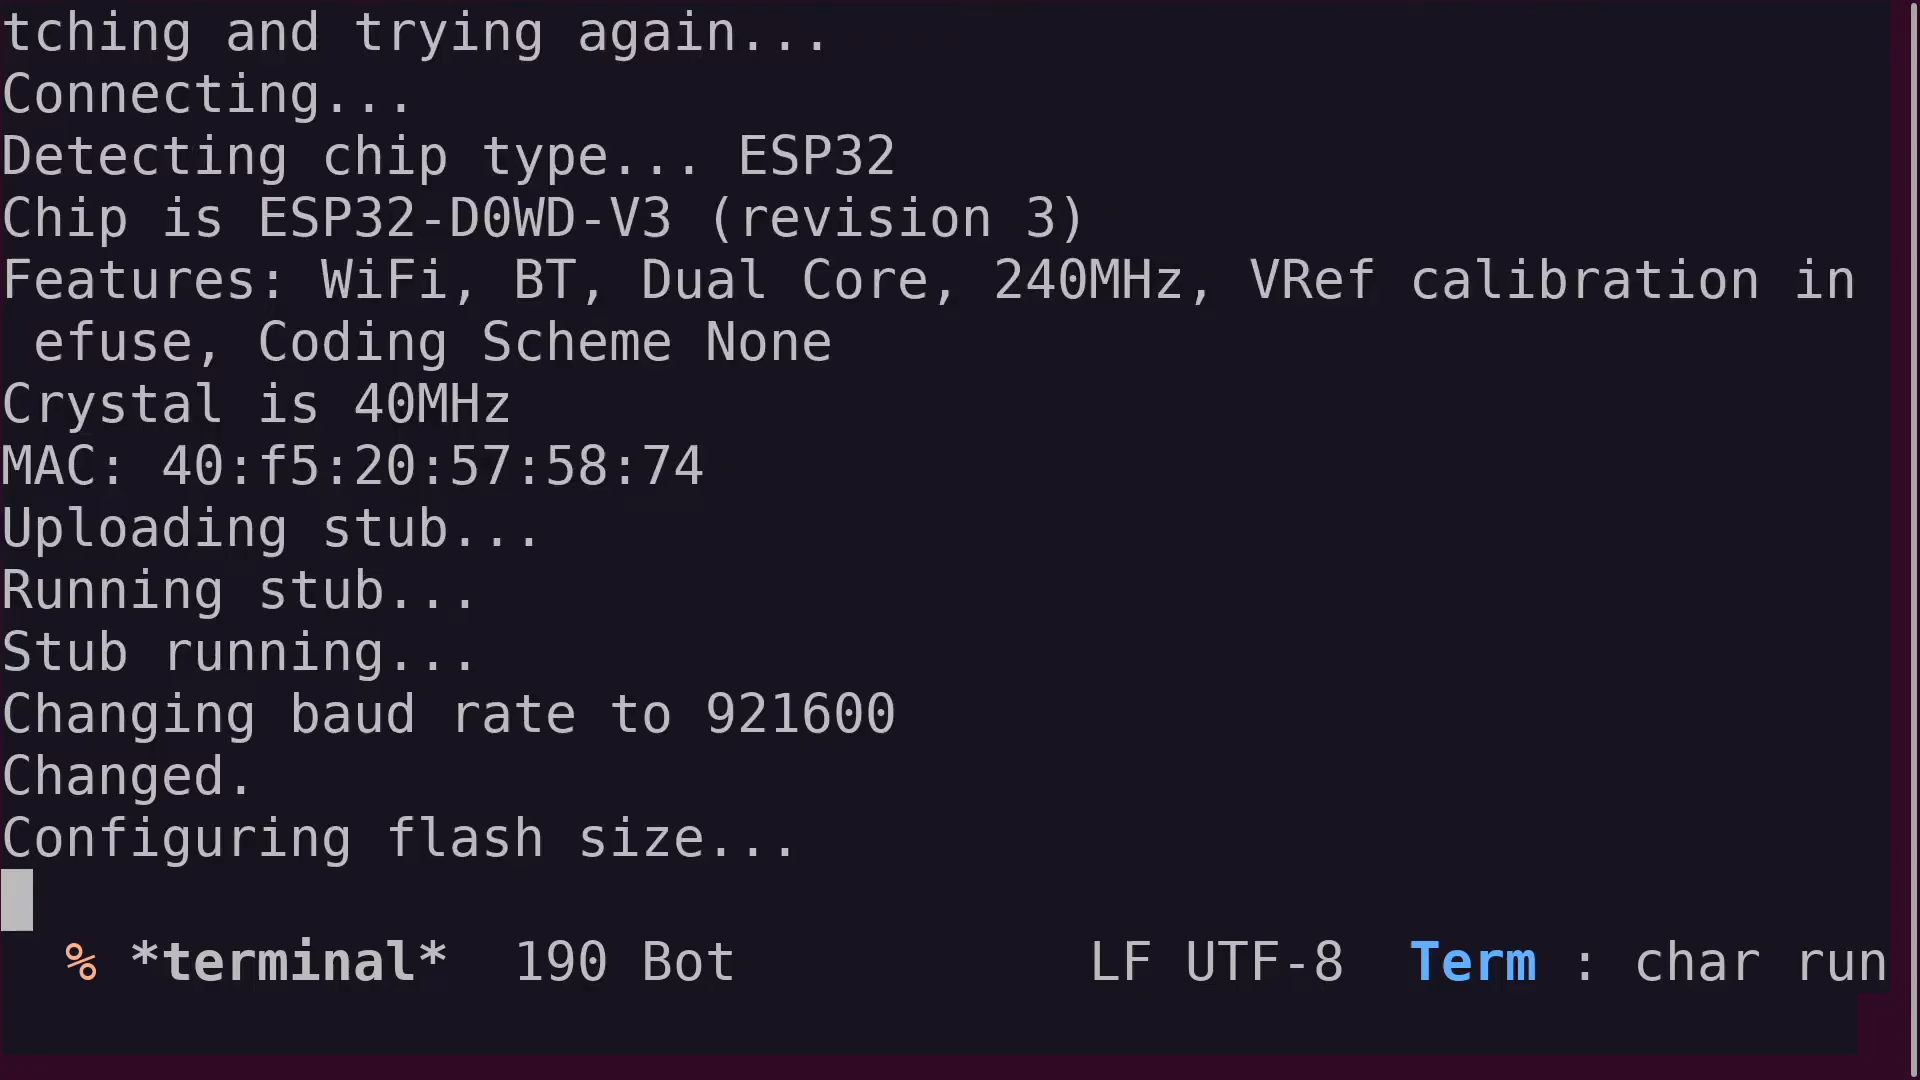 tching and trying again...
Connecting...
Detecting chip type... ESP32
Chip is ESP32-D0WD-V3 (revision 3)
Features: WiFi, BT, Dual Core, 240MHz, VRef calibration in
 efuse, Coding Scheme None
Crystal is 40MHz
MAC: 40:f5:20:57:58:74
Uploading stub...
Running stub...
Stub running...
Changing baud rate to 921600
Changed.
Configuring flash size...
% *terminal* 190 Bot LF UTF-8 Term : char run